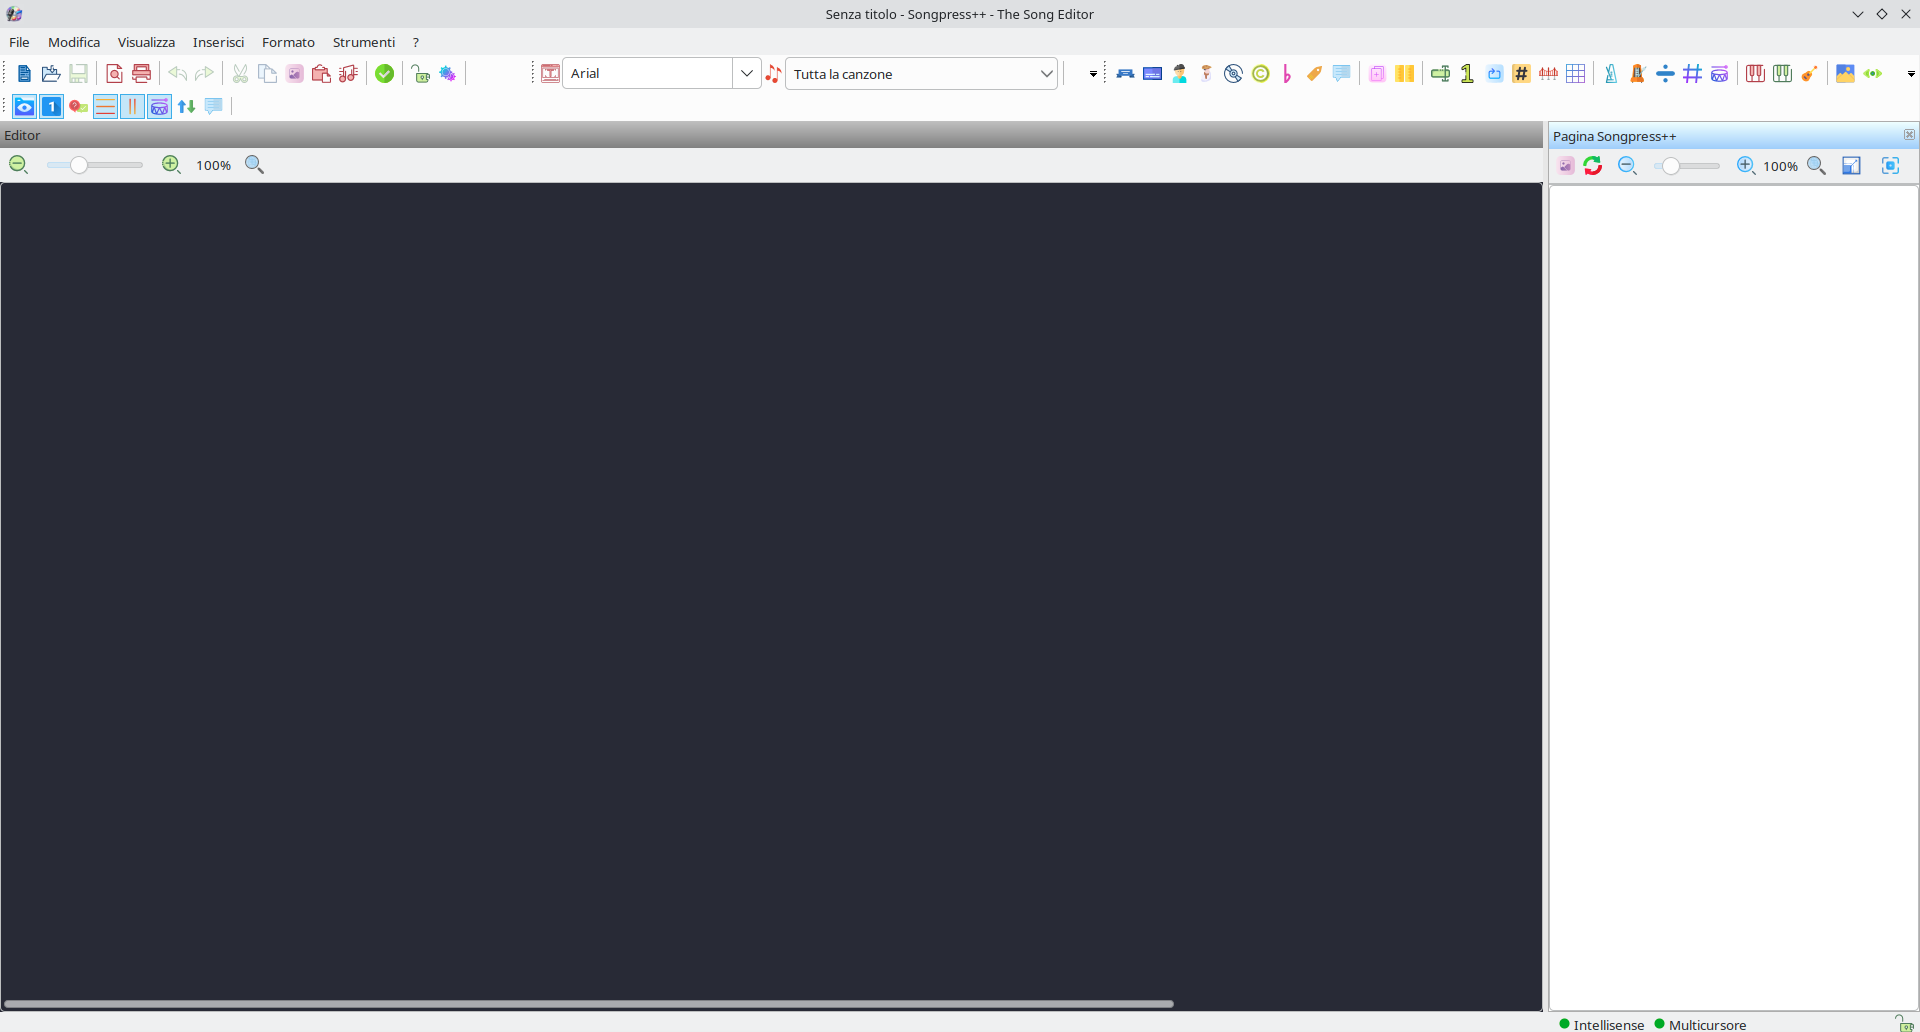 Senza titolo - Songpress++ - The Song Editor
File Modifica Visualizza Inserisci Formato Strumenti ?
Arial Tutta la canzone
Editor
Pagina Songpress++
100%
100%
Intellisense Multicursore